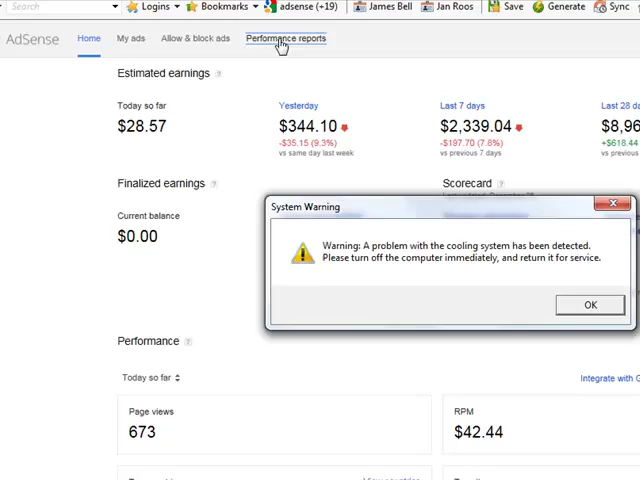 Search Logins Bookmarks adsense (+19) James Bell Jan Roos Save Generate Sync
AdSense Home My ads Allow & block ads Performance reports
Estimated earnings ?
Today so far Yesterday Last 7 days Last 28 d
$28.57 $344.10 $2,339.04 $8,96
-$35.15 (9.3%) -$197.70 (7.8%) +$618.44
vs same day last week vs previous 7 days vs previous
Finalized earnings ? Scorecard ?
Current balance
$0.00
System Warning
Warning: A problem with the cooling system has been detected.
Please turn off the computer immediately, and return it for service.
OK
Performance ?
Today so far Integrate with G
Page views RPM
673 $42.44
View countries